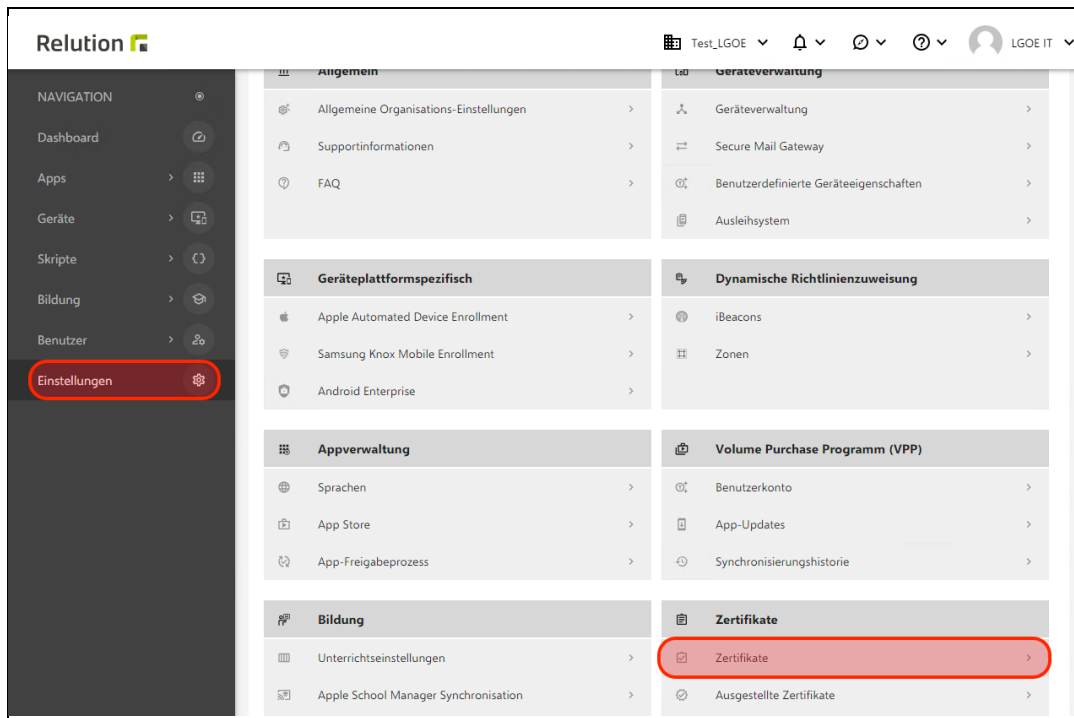 Relution
Test_LGOE
LGOE IT
NAVIGATION
Dashboard
Apps
Geräte
Skripte
Bildung
Benutzer
Einstellungen
Allgemein
Allgemeine Organisations-Einstellungen
Supportinformationen
FAQ
Geräteverwaltung
Geräteverwaltung
Secure Mail Gateway
Benutzerdefinierte Geräteeigenschaften
Ausleihsystem
Geräteplattformspezifisch
Apple Automated Device Enrollment
Samsung Knox Mobile Enrollment
Android Enterprise
Dynamische Richtlinienzuweisung
iBeacons
Zonen
Appverwaltung
Sprachen
App Store
App-Freigabeprozess
Volume Purchase Programm (VPP)
Benutzerkonto
App-Updates
Synchronisierungshistorie
Bildung
Unterrichtseinstellungen
Apple School Manager Synchronisation
Zertifikate
Zertifikate
Ausgestellte Zertifikate